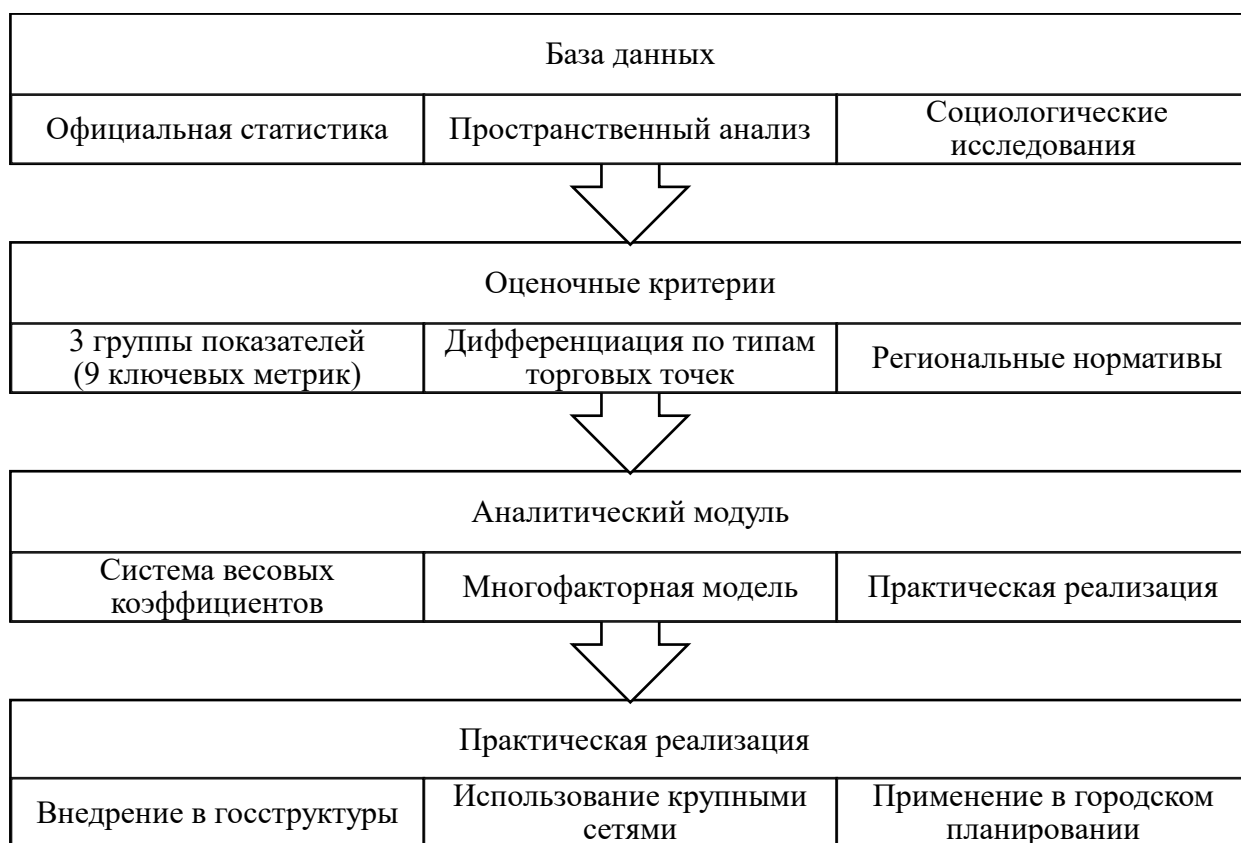 База данных
Официальная статистика
Пространственный анализ
Социологические
исследования
Оценочные критерии
3 группы показателей
(9 ключевых метрик)
Дифференциация по типам
торговых точек
Региональные нормативы
Аналитический модуль
Система весовых
коэффициентов
Многофакторная модель
Практическая реализация
Практическая реализация
Внедрение в госструктуры
Использование крупными
сетями
Применение в городском
планировании